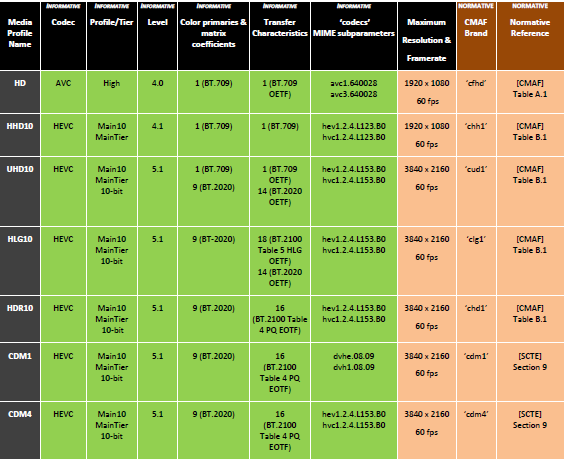 INFORMATIVE INFORMATIVE INFORMATIVE INFORMATIVE INFORMATIVE INFORMATIVE NORMATIVE NORMATIVE
Media Profile Name Codec Profile/Tier Level Color primaries & matrix coefficients Transfer Characteristics ‘codecs’ MIME subparameters Maximum Resolution & Framerate CMAF Brand Normative Reference
HD AVC High 4.0 1 (BT.709) 1 (BT.709 avc1.640028 1920 x 1080 ‘cfhd’ [CMAF]
OETF) avc3.640028 60 fps Table A.1
HHD10 HEVC Main10 4.1 1 (BT.709) 1 (BT.709) hev1.2.4.L123.B0 1920 x 1080 ‘chh1’ [CMAF]
MainTier hvc1.2.4.L123.B0 60 fps Table B.1
UHD10 HEVC Main10 5.1 1 (BT.709) 1 (BT.709 hev1.2.4.L153.B0 3840 x 2160 ‘cud1’ [CMAF]
MainTier 9 (BT.2020) OETF) hvc1.2.4.L153.B0 60 fps Table B.1
10-bit 14 (BT.2020
OETF)
HLG10 HEVC Main10 5.1 9 (BT-2020) 18 (BT.2100 hev1.2.4.L153.B0 3840 x 2160 ‘clg1’ [CMAF]
MainTier Table 5 HLG hvc1.2.4.L153.B0 60 fps Table B.1
10-bit OETF)
14 (BT.2020
OETF)
HDR10 HEVC Main10 5.1 9 (BT.2020) 16 hev1.2.4.L153.B0 3840 x 2160 ‘chd1’ [CMAF]
MainTier (BT.2100 Table hvc1.2.4.L153.B0 60 fps Table B.1
10-bit 4 PQ EOTF)
CDM1 HEVC Main10 5.1 9 (BT.2020) 16 dvhe.08.09 3840 x 2160 ‘cdm1’ [SCTE]
MainTier (BT.2100 dvh1.08.09 60 fps Section 9
10-bit Table 4 PQ
EOTF)
CDM4 HEVC Main10 5.1 9 (BT.2020) 16 hev1.2.4.L153.B0 3840 x 2160 ‘cdm4’ [SCTE]
MainTier (BT.2100 hvc1.2.4.L153.B0 60 fps Section 9
10-bit Table 4 PQ
EOTF)